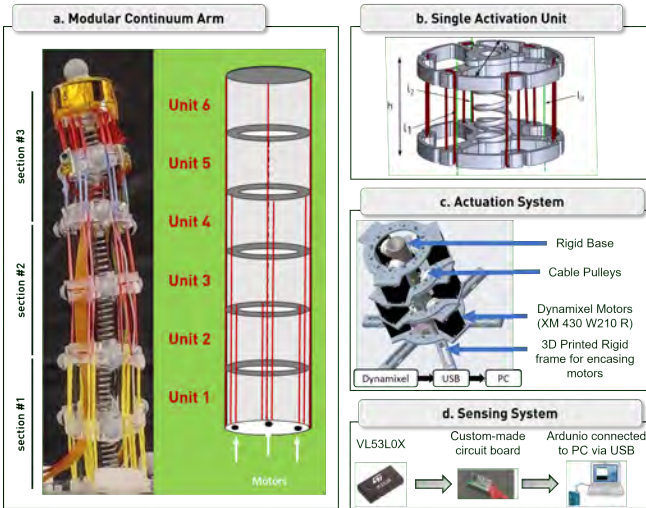 a. Modular Continuum Arm
section #3
section #2
section #1
Unit 6
Unit 5
Unit 4
Unit 3
Unit 2
Unit 1
Motors
b. Single Activation Unit
h
l₂
l₁
c. Actuation System
Rigid Base
Cable Pulleys
Dynamixel Motors
(XM 430 W210 R)
3D Printed Rigid
frame for encasing
motors
Dynamixel
USB
PC
d. Sensing System
VL53L0X
Custom-made
circuit board
Ardunio connected
to PC via USB